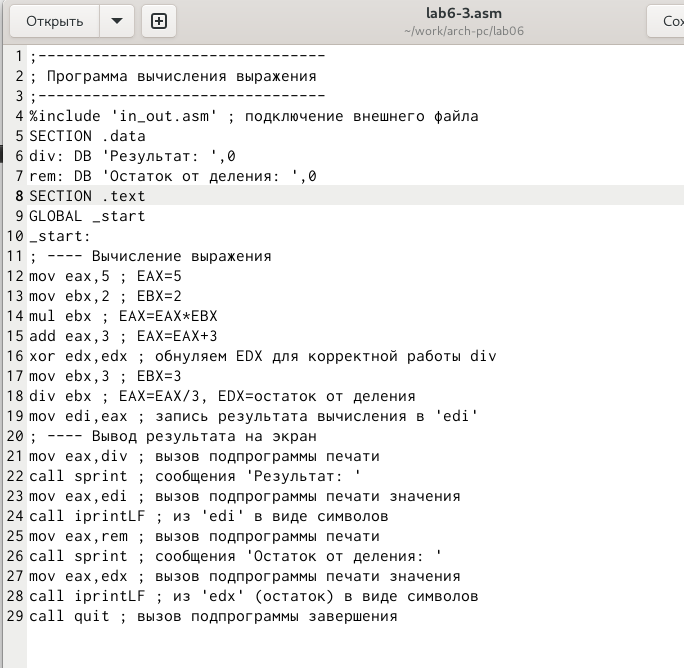 Открыть
lab6-3.asm
~/work/arch-pc/lab06
Сох
1 ;--------------------------------
2 ; Программа вычисления выражения
3 ;--------------------------------
4 %include 'in_out.asm' ; подключение внешнего файла
5 SECTION .data
6 div: DB 'Результат: ',0
7 rem: DB 'Остаток от деления: ',0
8 SECTION .text
9 GLOBAL _start
10 _start:
11 ; ---- Вычисление выражения
12 mov eax,5 ; EAX=5
13 mov ebx,2 ; EBX=2
14 mul ebx ; EAX=EAX*EBX
15 add eax,3 ; EAX=EAX+3
16 xor edx,edx ; обнуляем EDX для корректной работы div
17 mov ebx,3 ; EBX=3
18 div ebx ; EAX=EAX/3, EDX=остаток от деления
19 mov edi,eax ; запись результата вычисления в 'edi'
20 ; ---- Вывод результата на экран
21 mov eax,div ; вызов подпрограммы печати
22 call sprint ; сообщения 'Результат: '
23 mov eax,edi ; вызов подпрограммы печати значения
24 call iprintLF ; из 'edi' в виде символов
25 mov eax,rem ; вызов подпрограммы печати
26 call sprint ; сообщения 'Остаток от деления: '
27 mov eax,edx ; вызов подпрограммы печати значения
28 call iprintLF ; из 'edx' (остаток) в виде символов
29 call quit ; вызов подпрограммы завершения